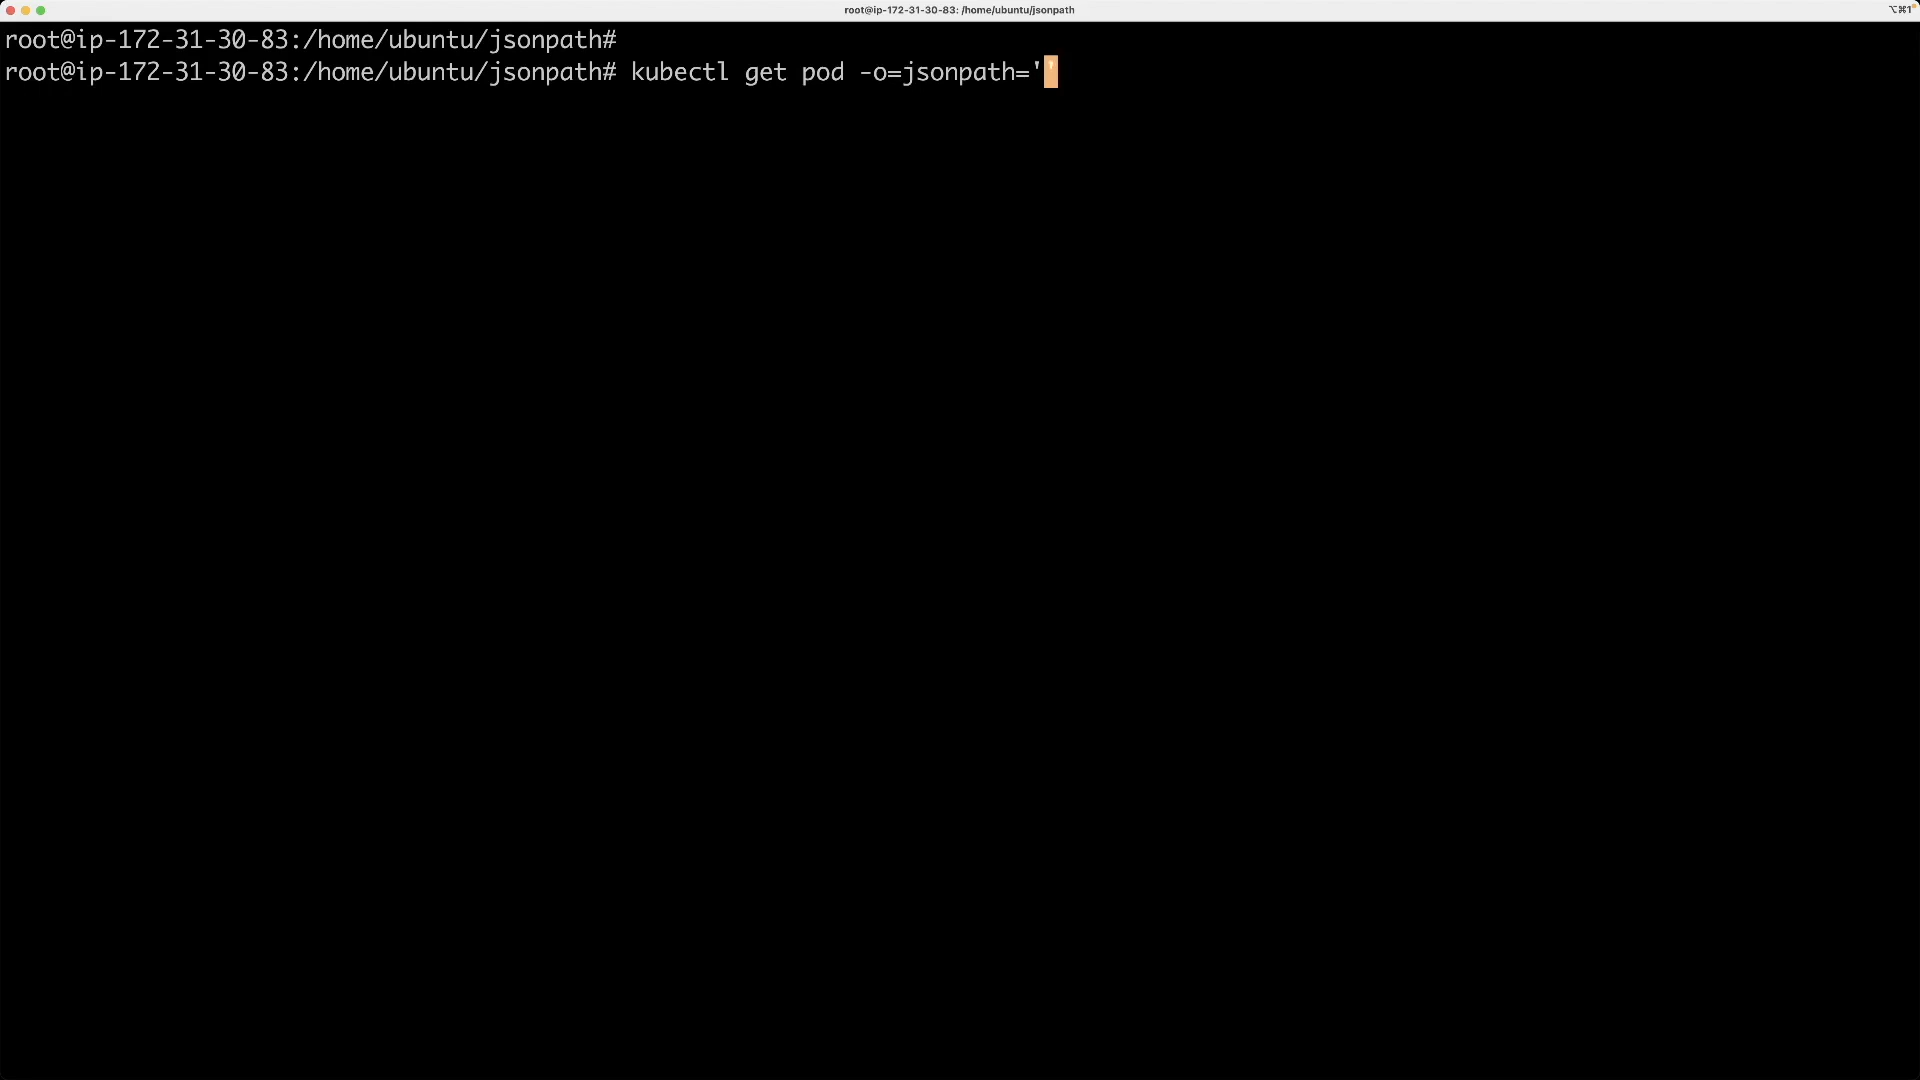 root@ip-172-31-30-83: /home/ubuntu/jsonpath
⌥⌘1
root@ip-172-31-30-83:/home/ubuntu/jsonpath#
root@ip-172-31-30-83:/home/ubuntu/jsonpath# kubectl get pod -o=jsonpath=''